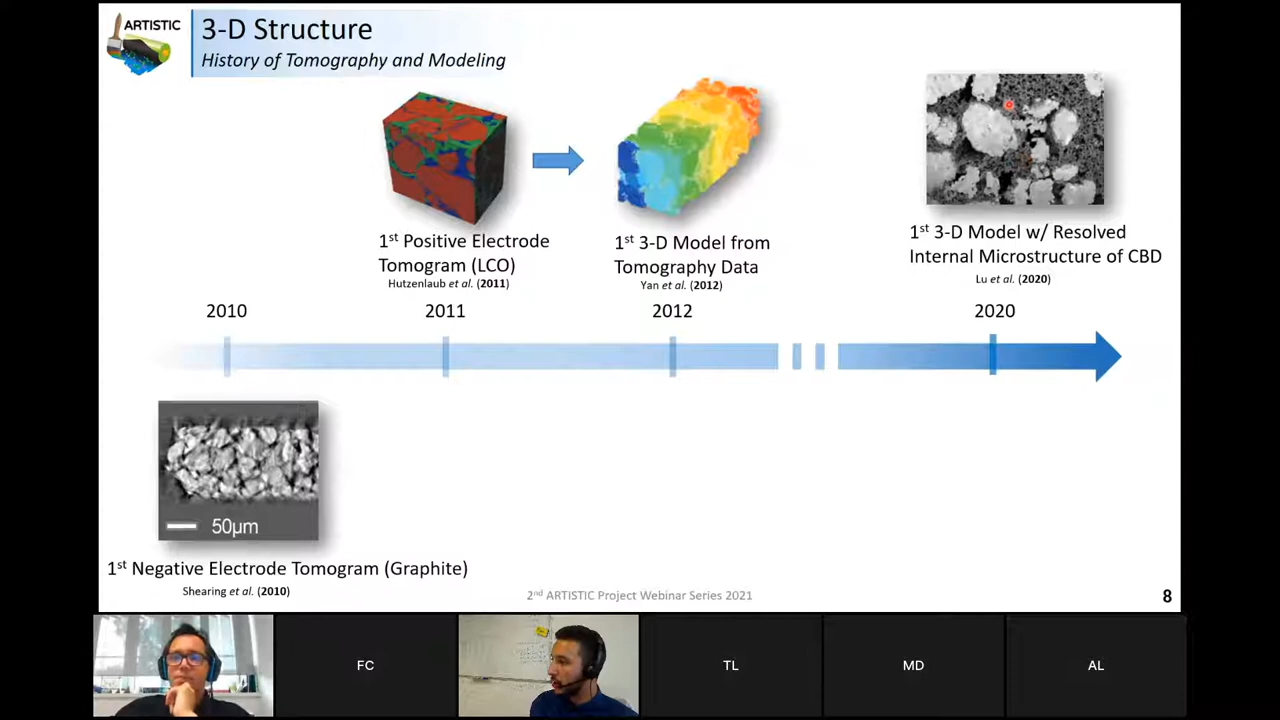 ARTISTIC
3-D Structure
History of Tomography and Modeling
1st Positive Electrode
Tomogram (LCO)
Hutzenlaub et al. (2011)
1st 3-D Model from
Tomography Data
Yan et al. (2012)
1st 3-D Model w/ Resolved
Internal Microstructure of CBD
Lu et al. (2020)
2010
2011
2012
2020
50μm
1st Negative Electrode Tomogram (Graphite)
Shearing et al. (2010)
2nd ARTISTIC Project Webinar Series 2021
8
FC
TL
MD
AL